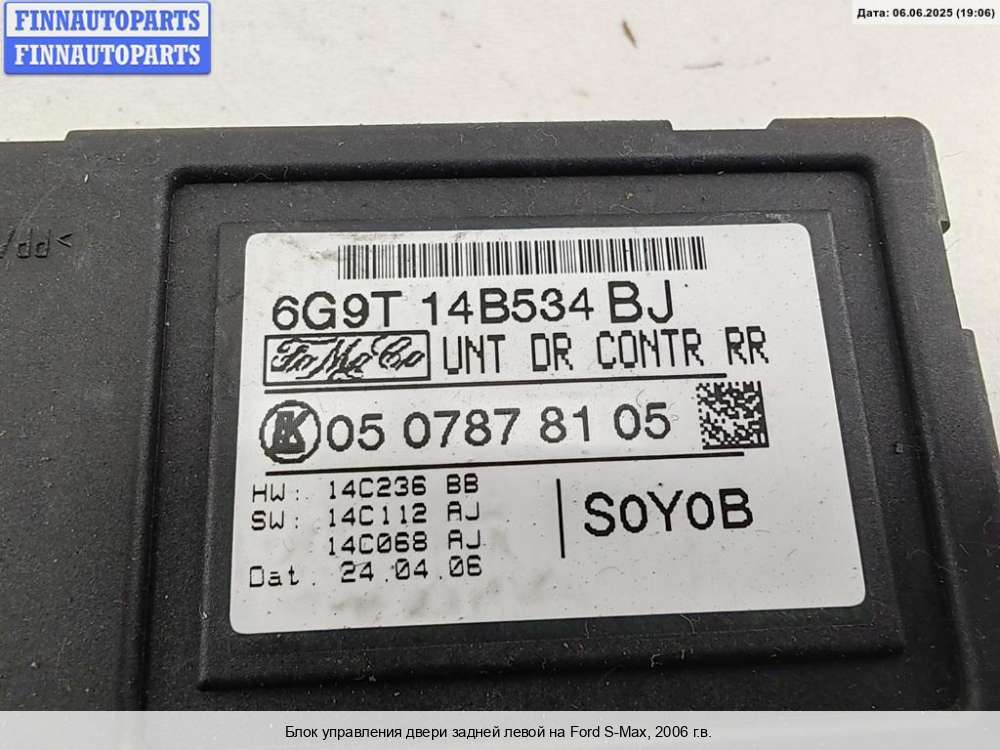 FINNAUTOPARTS
FINNAUTOPARTS
Дата: 06.06.2025 (19:06)
6G9T 14B534 BJ
FoMoCo UNT DR CONTR RR
05 0787 81 05
HW: 14C236 BB
SW: 14C112 AJ
14C068 AJ
Dat. 24.04.06
S0Y0B
Блок управления двери задней левой на Ford S-Max, 2006 г.в.